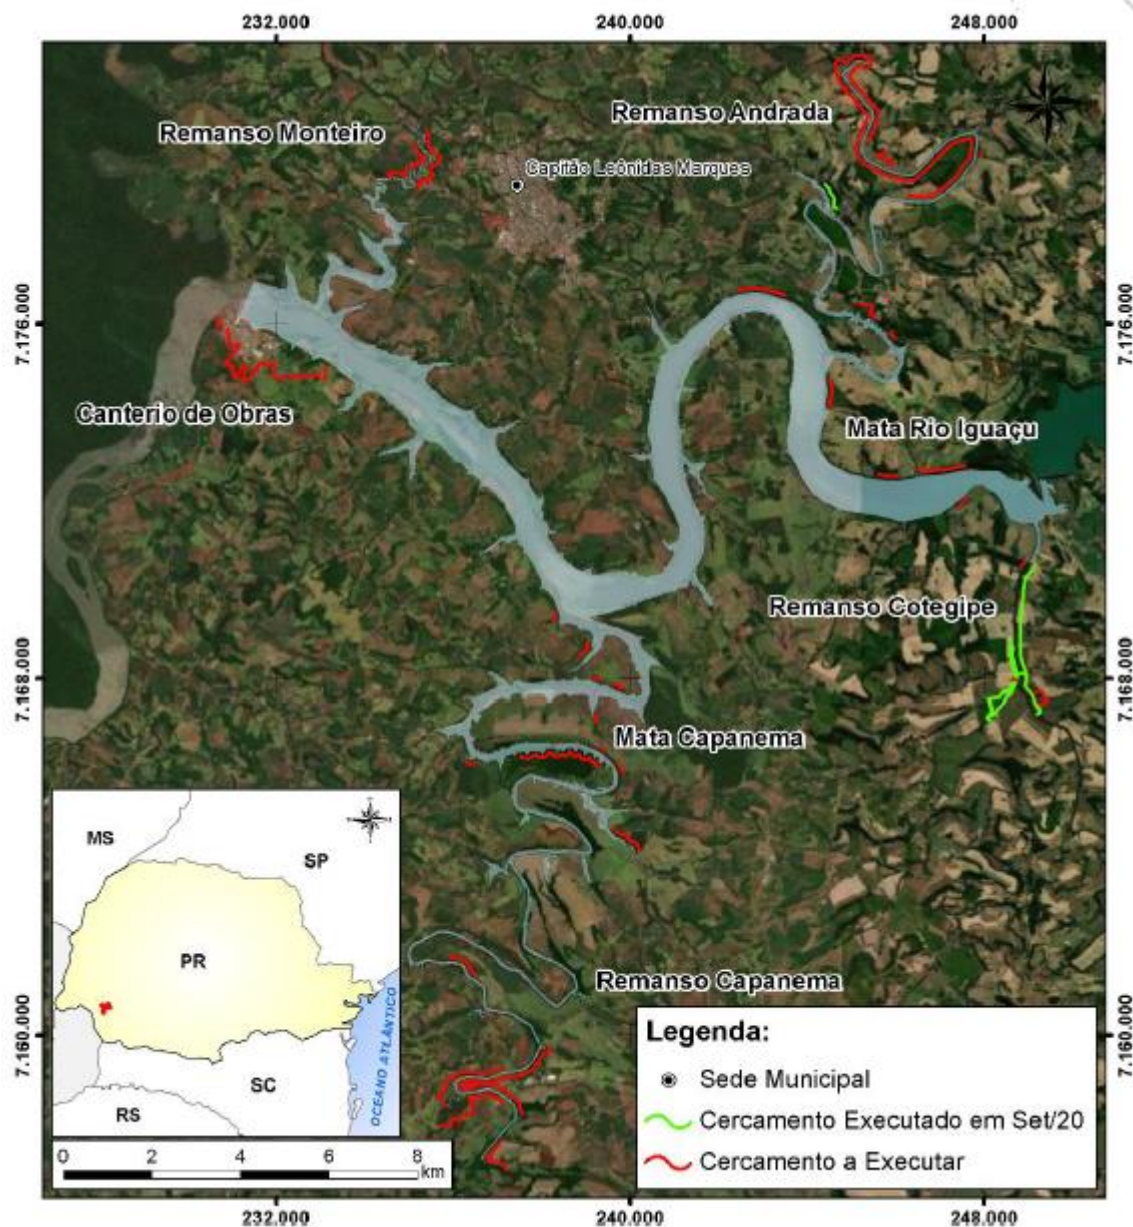 232.000 240.000 248.000
Remanso Andrada
Remanso Monteiro
Capitão Leônidas Marques
7.176.000 7.176.000
Canterio de Obras
Mata Rio Iguaçu
Remanso Cotegipe
7.168.000 7.168.000
Mata Capanema
MS
SP
PR
Remanso Capanema
OCEANO ATLÂNTICO
SC
RS
Legenda:
Sede Municipal
Cercamento Executado em Set/20
Cercamento a Executar
7.160.000 7.160.000
0 2 4 6 8
km
232.000 240.000 248.000